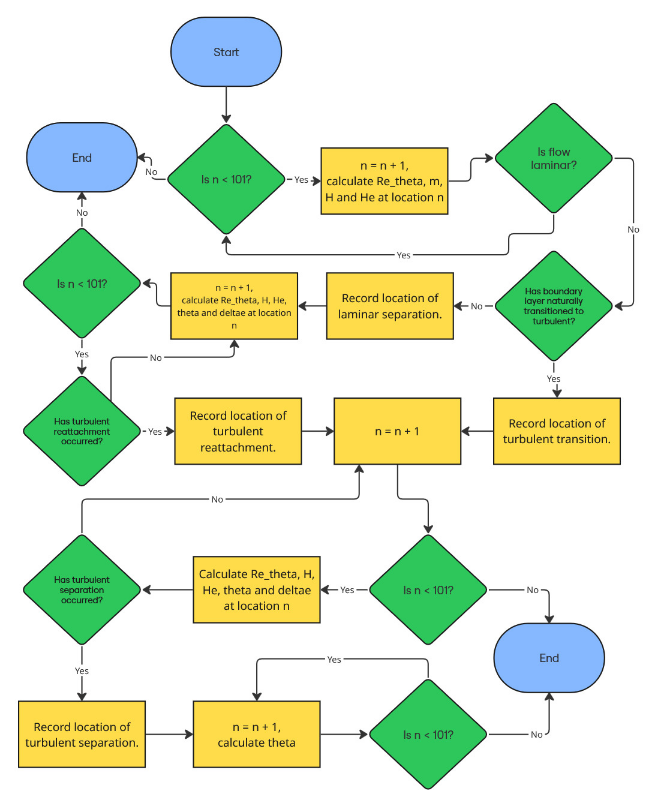 Start
End
Is n < 101?
No
Yes
n = n + 1,
calculate Re_theta, m,
H and He at location n
Is flow
laminar?
No
Yes
No
Is n < 101?
n = n + 1,
calculate Re_theta, H, He,
theta and deltae at location
n
Record location of
laminar separation.
No
Has boundary
layer naturally
transitioned to
turbulent?
Yes
No
Yes
Has turbulent
reattachment
occurred?
Yes
Record location of
turbulent
reattachment.
n = n + 1
Record location of
turbulent transition.
No
Has turbulent
separation
occurred?
Calculate Re_theta, H,
He, theta and deltae
at location n
Yes
Is n < 101?
No
End
Yes
Yes
Record location of
turbulent separation.
n = n + 1,
calculate theta
Is n < 101?
No